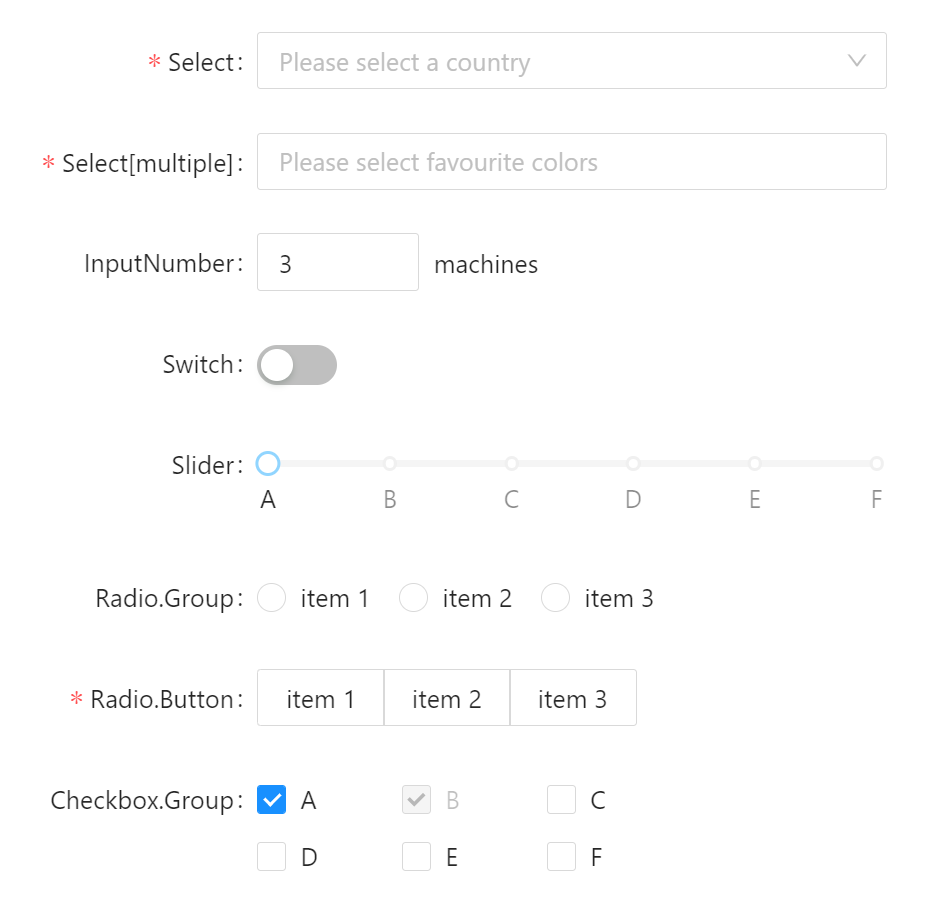 * Select: Please select a country
* Select[multiple]: Please select favourite colors
InputNumber: 3 machines
Switch:
Slider:
A B C D E F
Radio.Group: item 1 item 2 item 3
* Radio.Button: item 1 item 2 item 3
Checkbox.Group: A B C
D E F